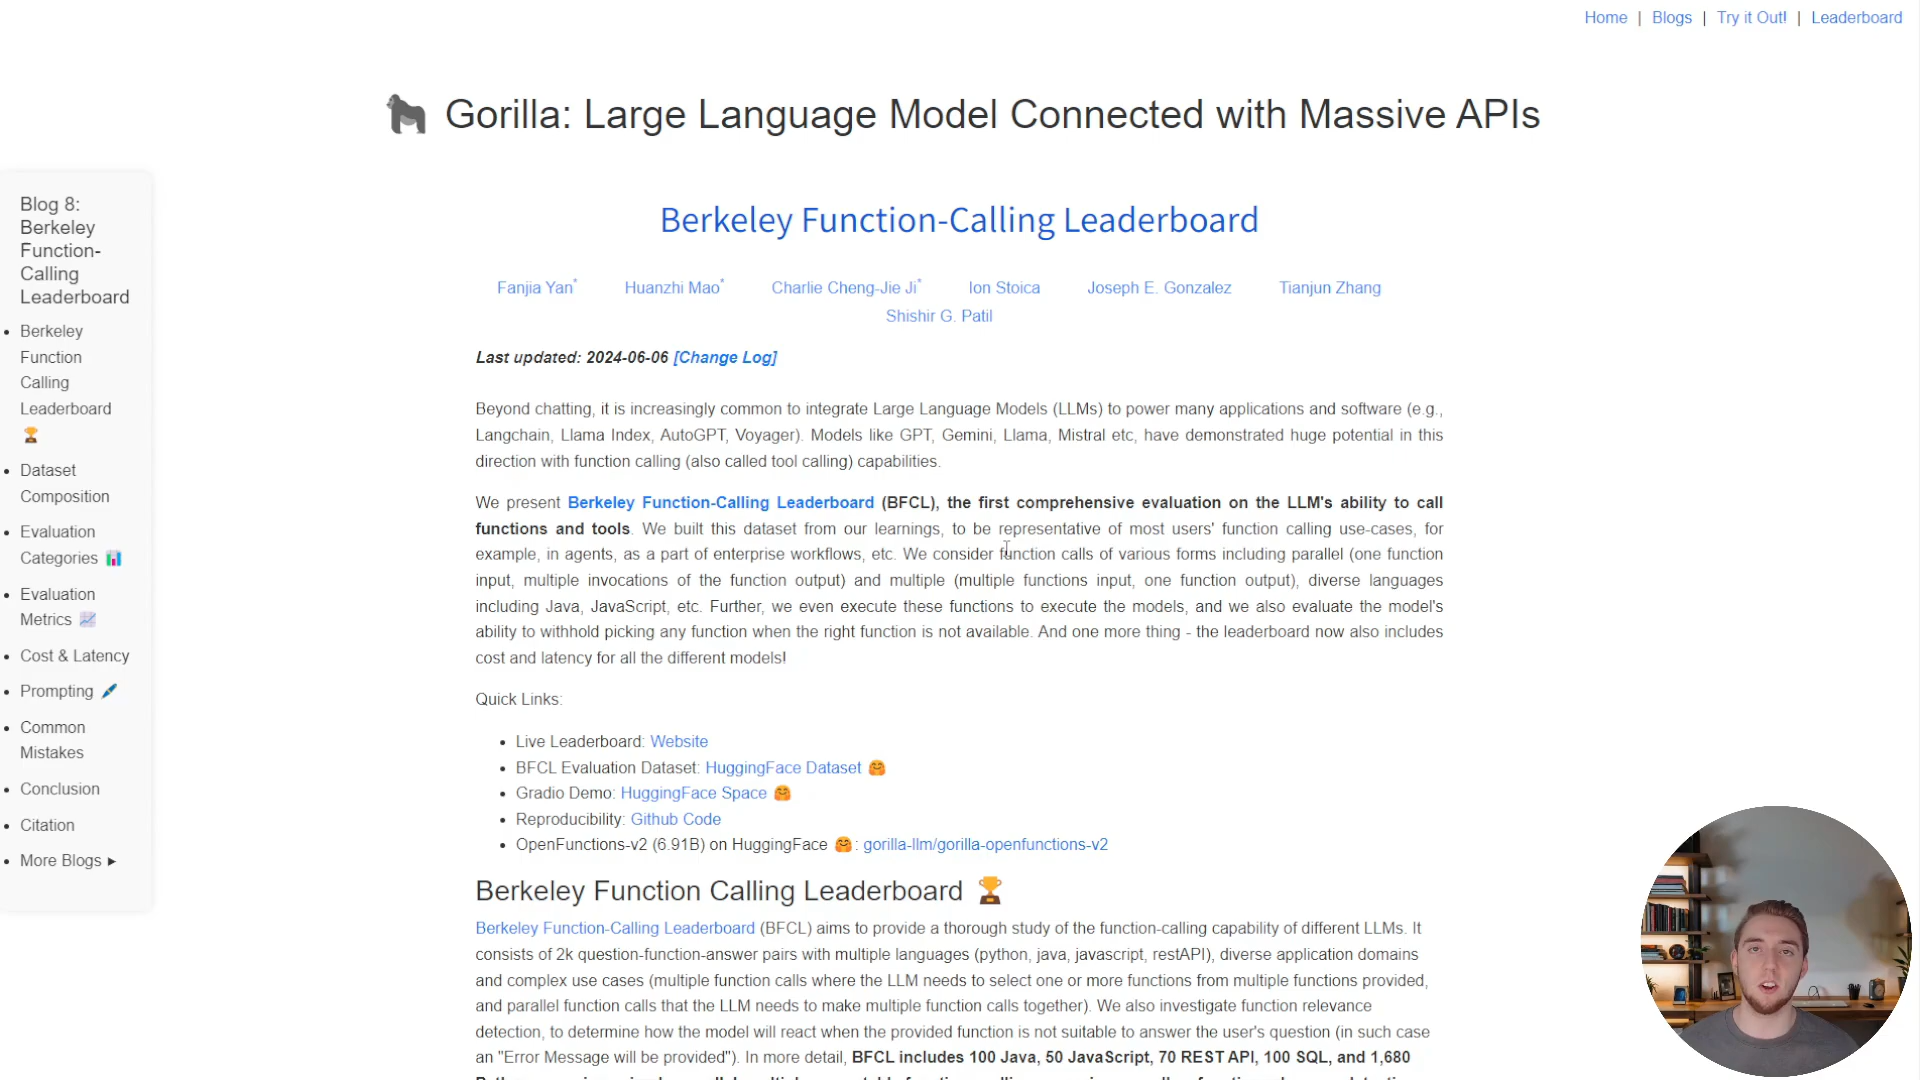 Home | Blogs | Try it Out! | Leaderboard
Gorilla: Large Language Model Connected with Massive APIs
Blog 8:
Berkeley
Function-
Calling
Leaderboard
Berkeley
Function
Calling
Leaderboard
🏆
Dataset
Composition
Evaluation
Categories 📊
Evaluation
Metrics 📈
Cost & Latency
Prompting 🖋️
Common
Mistakes
Conclusion
Citation
More Blogs ▸
Berkeley Function-Calling Leaderboard
Fanjia Yan* Huanzhi Mao* Charlie Cheng-Jie Ji* Ion Stoica Joseph E. Gonzalez Tianjun Zhang
Shishir G. Patil
Last updated: 2024-06-06 [Change Log]
Beyond chatting, it is increasingly common to integrate Large Language Models (LLMs) to power many applications and software (e.g.,
Langchain, Llama Index, AutoGPT, Voyager). Models like GPT, Gemini, Llama, Mistral etc, have demonstrated huge potential in this
direction with function calling (also called tool calling) capabilities.
We present Berkeley Function-Calling Leaderboard (BFCL), the first comprehensive evaluation on the LLM's ability to call
functions and tools. We built this dataset from our learnings, to be representative of most users' function calling use-cases, for
example, in agents, as a part of enterprise workflows, etc. We consider function calls of various forms including parallel (one function
input, multiple invocations of the function output) and multiple (multiple functions input, one function output), diverse languages
including Java, JavaScript, etc. Further, we even execute these functions to execute the models, and we also evaluate the model's
ability to withhold picking any function when the right function is not available. And one more thing - the leaderboard now also includes
cost and latency for all the different models!
Quick Links:
Live Leaderboard: Website
BFCL Evaluation Dataset: HuggingFace Dataset 🤗
Gradio Demo: HuggingFace Space 🤗
Reproducibility: Github Code
OpenFunctions-v2 (6.91B) on HuggingFace 🤗: gorilla-llm/gorilla-openfunctions-v2
Berkeley Function Calling Leaderboard 🏆
Berkeley Function-Calling Leaderboard (BFCL) aims to provide a thorough study of the function-calling capability of different LLMs. It
consists of 2k question-function-answer pairs with multiple languages (python, java, javascript, restAPI), diverse application domains
and complex use cases (multiple function calls where the LLM needs to select one or more functions from multiple functions provided,
and parallel function calls that the LLM needs to make multiple function calls together). We also investigate function relevance
detection, to determine how the model will react when the provided function is not suitable to answer the user's question (in such case
an "Error Message will be provided"). In more detail, BFCL includes 100 Java, 50 JavaScript, 70 REST API, 100 SQL, and 1,680